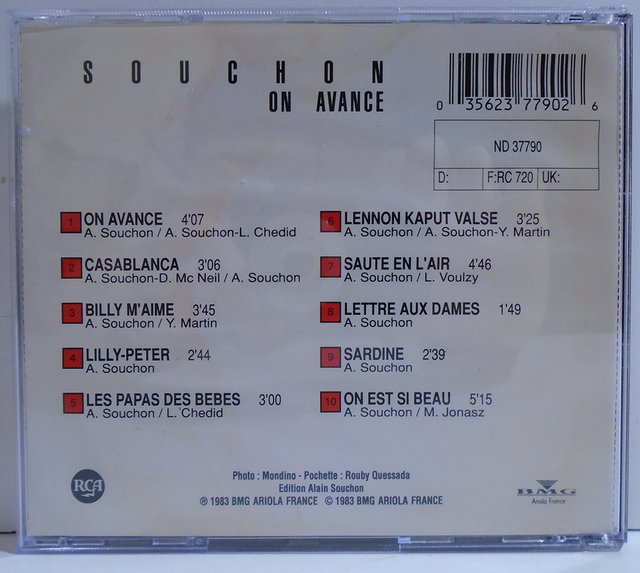 SOUCHON
ON AVANCE
0 35623 77902 6
ND 37790
D: F:RC 720 UK:
1 ON AVANCE 4'07
A. Souchon / A. Souchon-L. Chedid
2 CASABLANCA 3'06
A. Souchon-D. Mc Neil / A. Souchon
3 BILLY M'AIME 3'45
A. Souchon / Y. Martin
4 LILLY-PETER 2'44
A. Souchon
5 LES PAPAS DES BEBES 3'00
A. Souchon / L. Chedid
6 LENNON KAPUT VALSE 3'25
A. Souchon / A. Souchon-Y. Martin
7 SAUTE EN L'AIR 4'46
A. Souchon / L. Voulzy
8 LETTRE AUX DAMES 1'49
A. Souchon
9 SARDINE 2'39
A. Souchon
10 ON EST SI BEAU 5'15
A. Souchon / M. Jonasz
RCA
Photo : Mondino - Pochette : Rouby Quessada
Edition Alain Souchon
℗ 1983 BMG ARIOLA FRANCE © 1983 BMG ARIOLA FRANCE
BMG
Ariola France